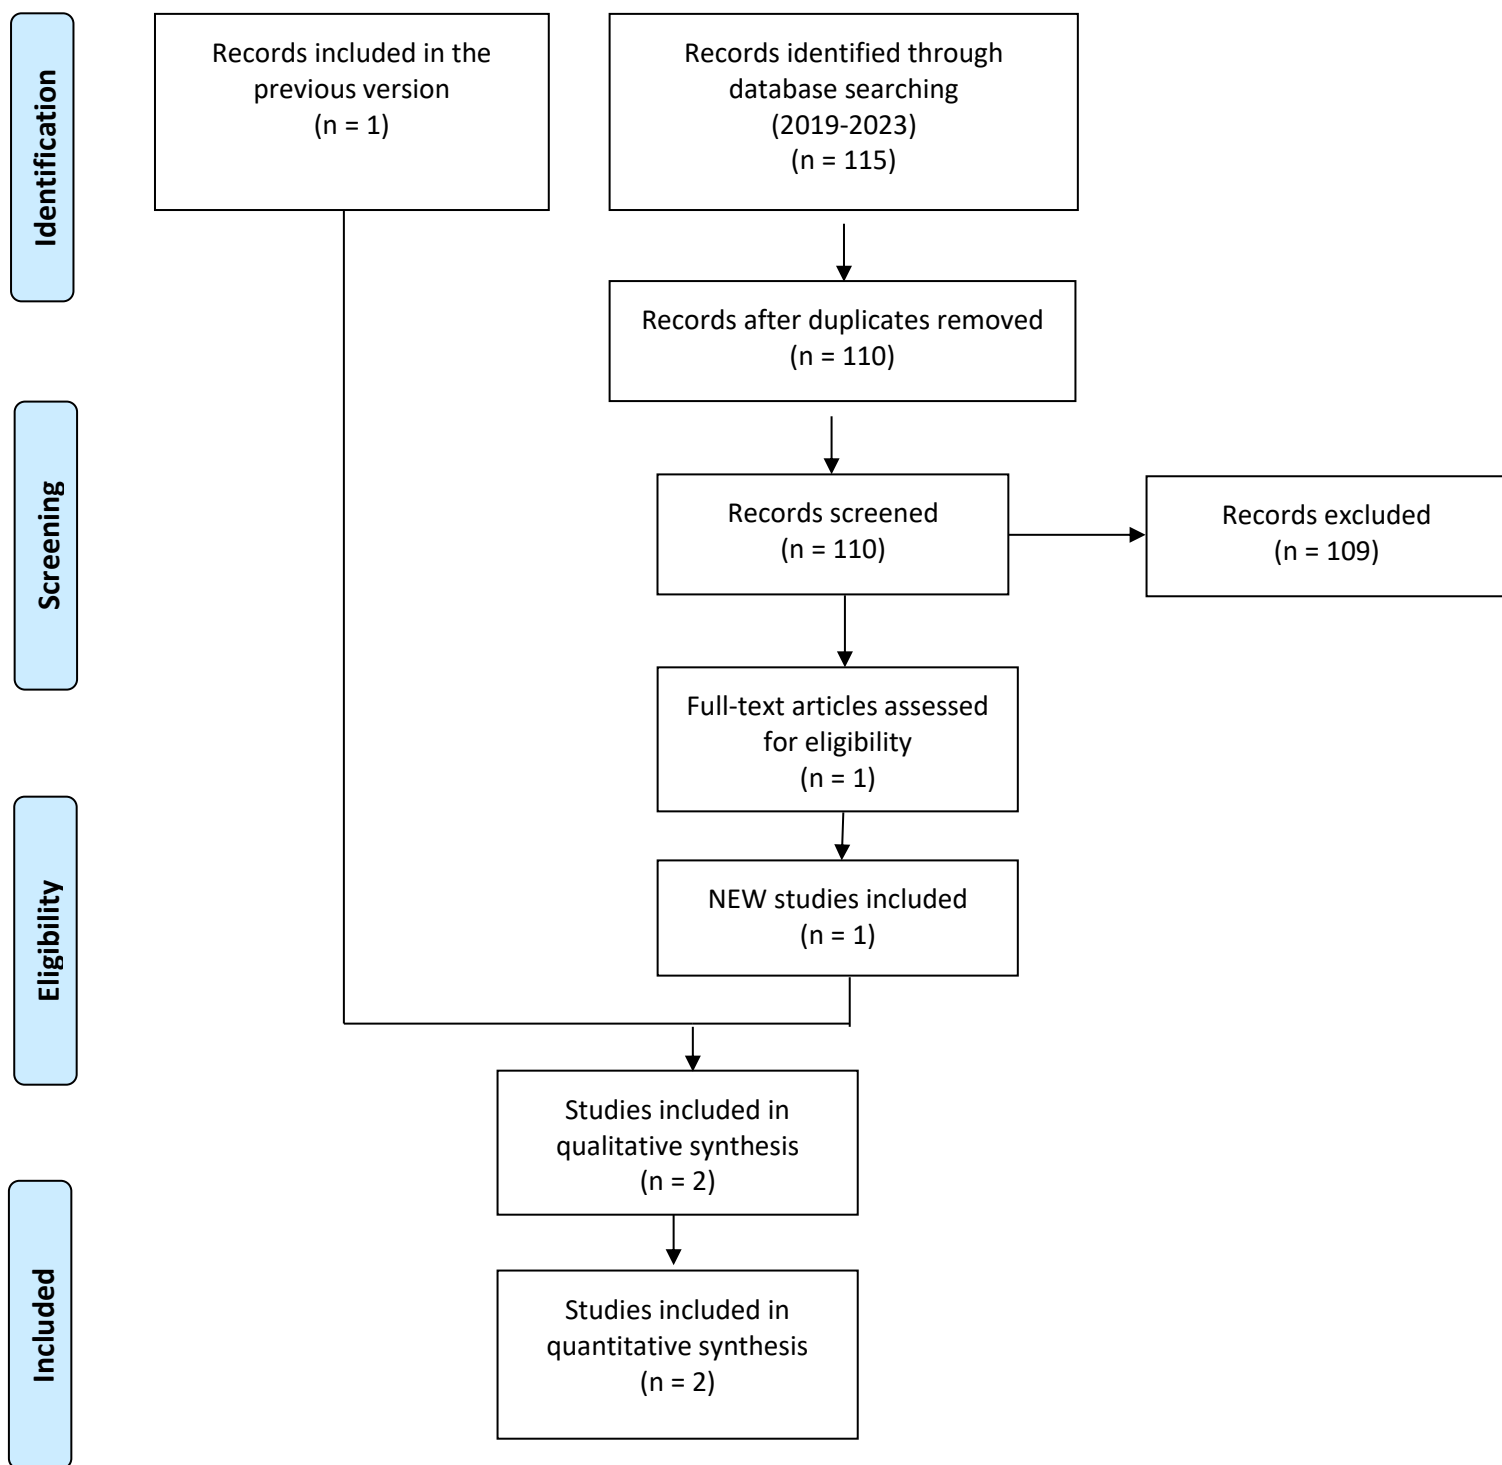 Identification
Records included in the
previous version
(n = 1)
Records identified through
database searching
(2019-2023)
(n = 115)
Records after duplicates removed
(n = 110)
Screening
Records screened
(n = 110)
Records excluded
(n = 109)
Full-text articles assessed
for eligibility
(n = 1)
Eligibility
NEW studies included
(n = 1)
Studies included in
qualitative synthesis
(n = 2)
Included
Studies included in
quantitative synthesis
(n = 2)